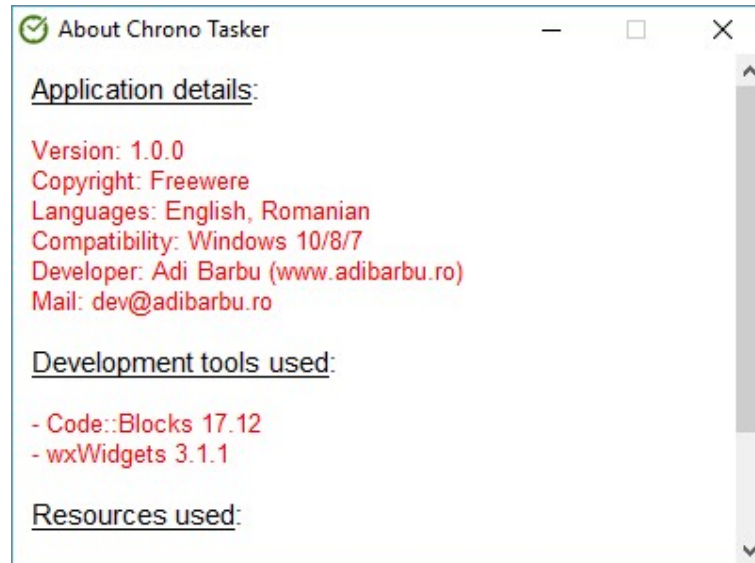 About Chrono Tasker
Application details:
Version: 1.0.0
Copyright: Freewere
Languages: English, Romanian
Compatibility: Windows 10/8/7
Developer: Adi Barbu (www.adibarbu.ro)
Mail: dev@adibarbu.ro
Development tools used:
- Code::Blocks 17.12
- wxWidgets 3.1.1
Resources used: